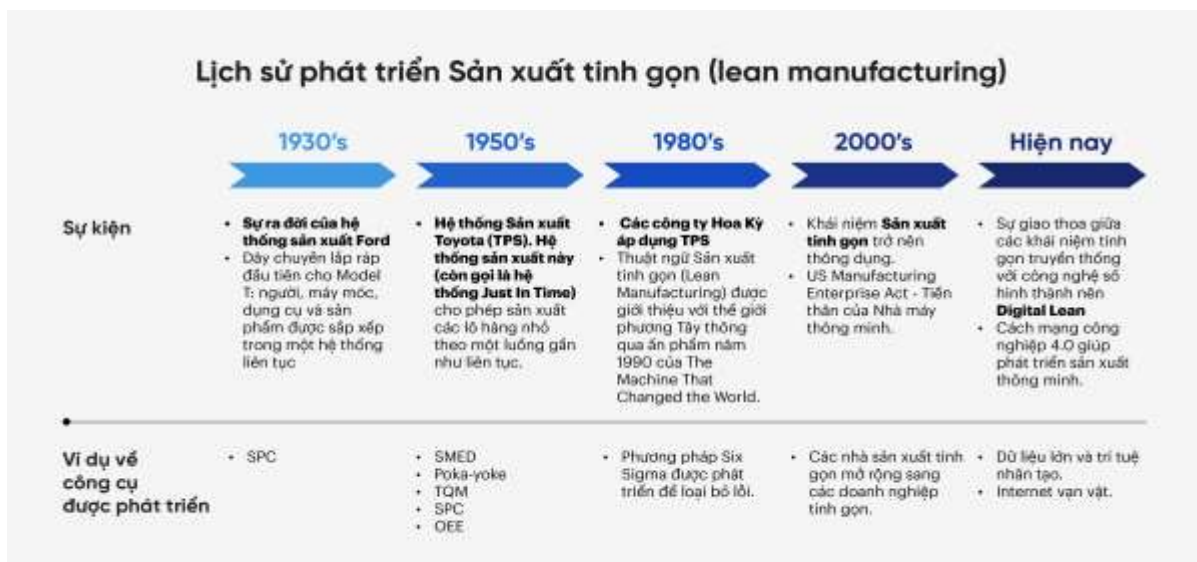 Lịch sử phát triển Sản xuất tinh gọn (lean manufacturing)
1930's
1950's
1980's
2000's
Hiện nay
Sự kiện
• Sự ra đời của hệ
thống sản xuất Ford
• Dây chuyền lắp ráp
đầu tiên cho Model
T: người, máy móc,
dụng cụ và sản
phẩm được sắp xếp
trong một hệ thống
liên tục
• Hệ thống Sản xuất
Toyota (TPS). Hệ
thống sản xuất này
(còn gọi là hệ
thống Just In Time)
cho phép sản xuất
các lô hàng nhỏ
theo một luồng gần
như liên tục.
• Các công ty Hoa Kỳ
áp dụng TPS
• Thuật ngữ Sản xuất
tinh gọn (Lean
Manufacturing) được
giới thiệu với thế giới
phương Tây thông
qua ấn phẩm năm
1990 của The
Machine That
Changed the World.
• Khái niệm Sản xuất
tinh gọn trở nên
thông dụng.
• US Manufacturing
Enterprise Act - Tiền
thân của Nhà máy
thông minh.
• Sự giao thoa giữa
các khái niệm tinh
gọn truyền thống
với công nghệ số
hình thành nên
Digital Lean
• Cách mạng công
nghiệp 4.0 giúp
phát triển sản xuất
thông minh.
Ví dụ về
công cụ
được phát triển
• SPC
• SMED
• Poka-yoke
• TQM
• SPC
• OEE
• Phương pháp Six
Sigma được phát
triển để loại bỏ lỗi.
• Các nhà sản xuất tinh
gọn mở rộng sang
các doanh nghiệp
tinh gọn.
• Dữ liệu lớn và trí tuệ
nhân tạo.
• Internet vạn vật.